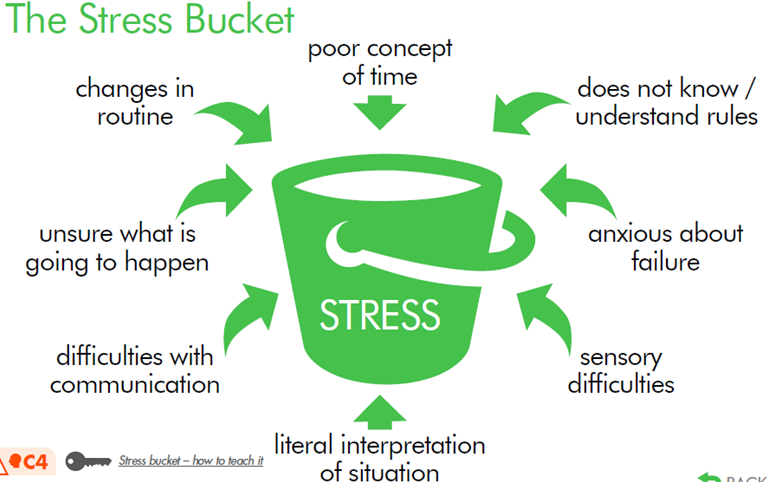 The Stress Bucket
poor concept
of time
changes in
routine
does not know /
understand rules
unsure what is
going to happen
anxious about
failure
STRESS
difficulties with
communication
sensory
difficulties
literal interpretation
of situation
C4
Stress bucket – how to teach it
BACK